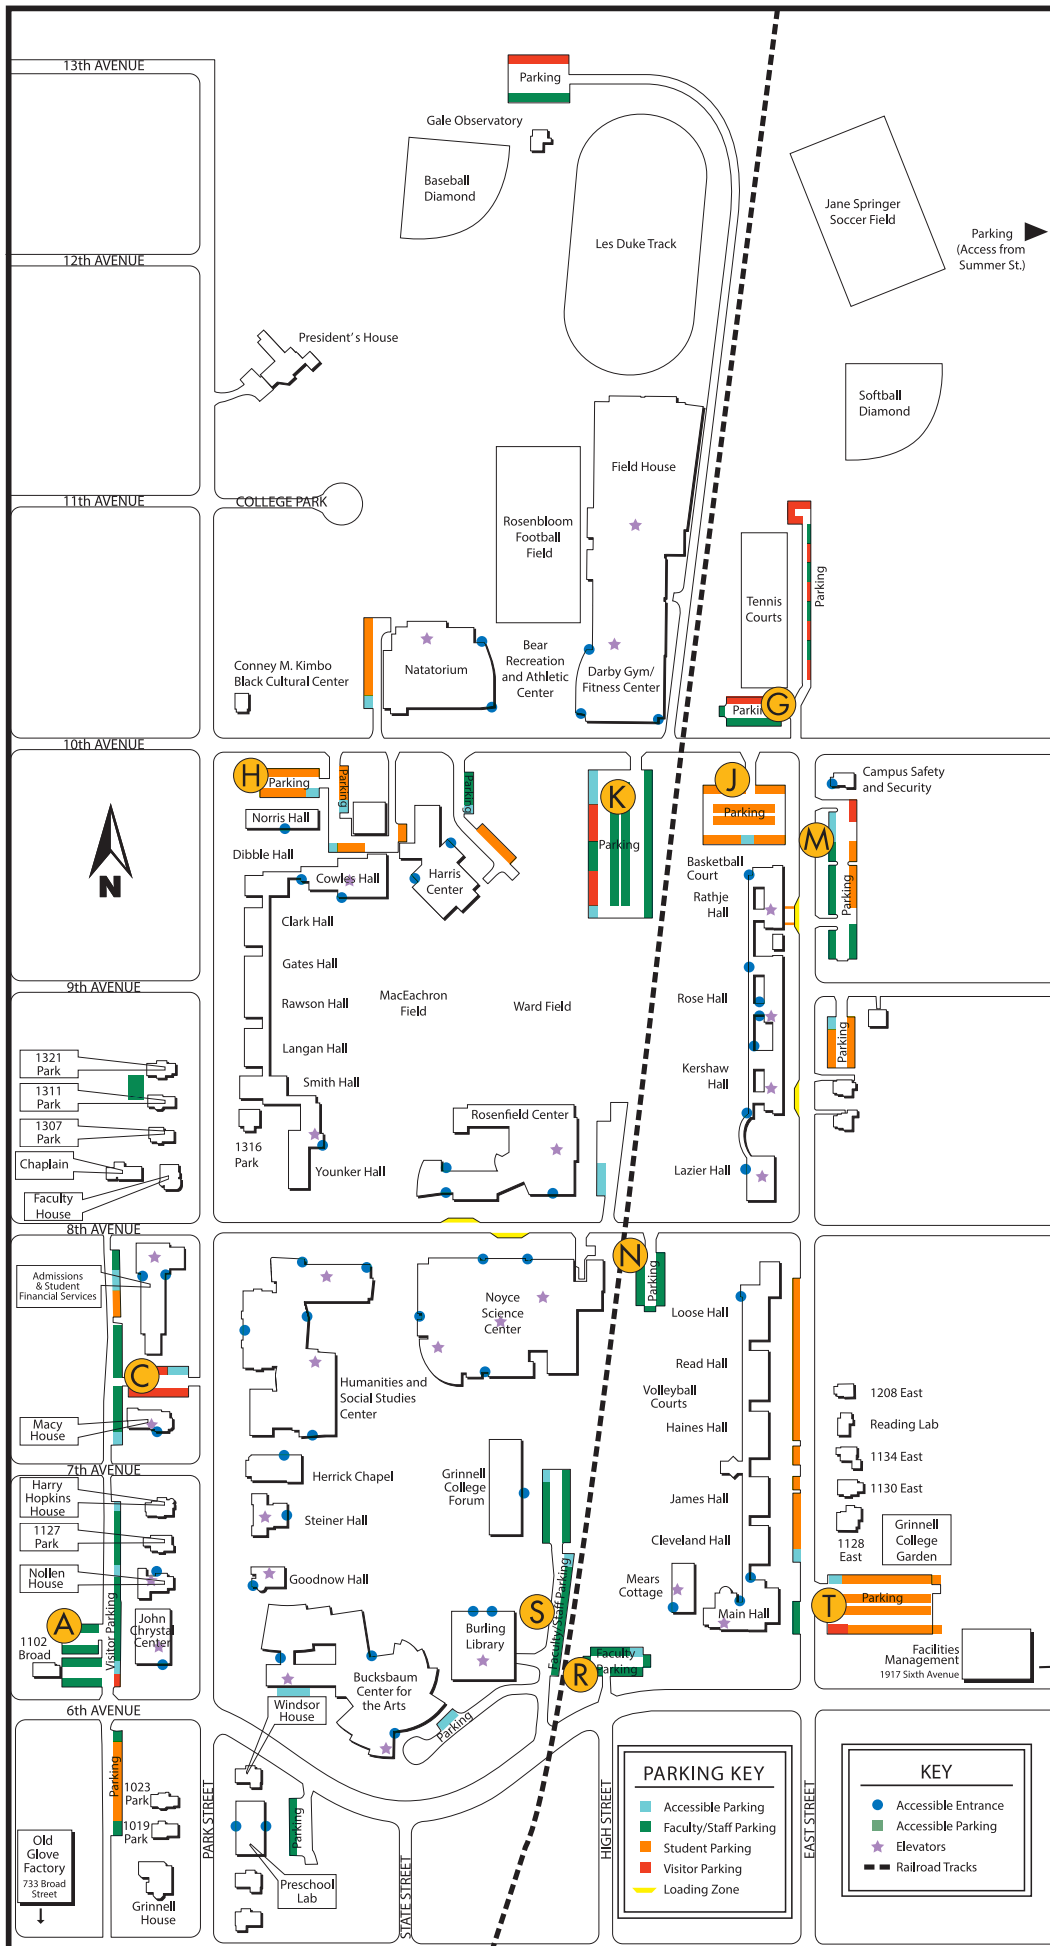 13th AVENUE
Parking
Gale Observatory
Baseball
Diamond
Les Duke Track
Jane Springer
Soccer Field
Parking
(Access from
Summer St.)
12th AVENUE
President's House
Softball
Diamond
Field House
11th AVENUE
COLLEGE PARK
Rosenbloom
Football
Field
Tennis
Courts
Parking
Conney M. Kimbo
Black Cultural Center
Natatorium
Bear
Recreation
and Athletic
Center
Darby Gym/
Fitness Center
Parking
G
10th AVENUE
H
Parking
Parking
Parking
K
Parking
J
Parking
Campus Safety
and Security
M
Parking
Norris Hall
Dibble Hall
Cowles Hall
Harris
Center
Basketball
Court
Rathje
Hall
N
Clark Hall
Gates Hall
Rawson Hall
MacEachron
Field
Ward Field
Rose Hall
9th AVENUE
Langan Hall
Smith Hall
Kershaw
Hall
Parking
1321
Park
1311
Park
1307
Park
Chaplain
Faculty
House
1316
Park
Younker Hall
Rosenfield Center
Lazier Hall
8th AVENUE
Admissions
& Student
Financial Services
N
Parking
Noyce
Science
Center
Loose Hall
Read Hall
C
Humanities and
Social Studies
Center
Volleyball
Courts
Haines Hall
1208 East
Reading Lab
1134 East
1130 East
Macy
House
7th AVENUE
Herrick Chapel
Grinnell
College
Forum
James Hall
Harry
Hopkins
House
1127
Park
Nollen
House
Steiner Hall
Cleveland Hall
1128
East
Grinnell
College
Garden
Goodnow Hall
Mears
Cottage
Main Hall
A
Visitor Parking
John
Chrystal
Center
1102
Broad
S
Faculty/Staff Parking
Burling
Library
T
Parking
R
Faculty
Parking
Facilities
Management
1917 Sixth Avenue
Bucksbaum
Center for
the Arts
Windsor
House
Parking
6th AVENUE
Parking
1023
Park
1019
Park
PARK STREET
Parking
Preschool
Lab
STATE STREET
HIGH STREET
EAST STREET
Old
Glove
Factory
733 Broad
Street
Grinnell
House
PARKING KEY
Accessible Parking
Faculty/Staff Parking
Student Parking
Visitor Parking
Loading Zone
KEY
Accessible Entrance
Accessible Parking
Elevators
Railroad Tracks